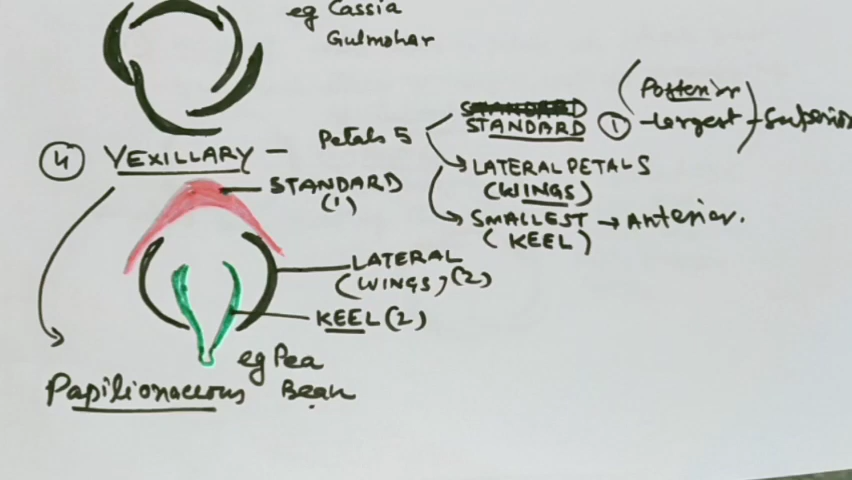 eg Cassia
Gulmohar
④ VEXILLARY – Petals 5
STANDARD ① (Posterior
–largest) –Superior
→ LATERAL PETALS
(WINGS)
→ SMALLEST → Anterior.
(KEEL)
STANDARD
(1)
LATERAL
(WINGS) (2)
KEEL (2)
eg Pea
Bean
Papilionaceous